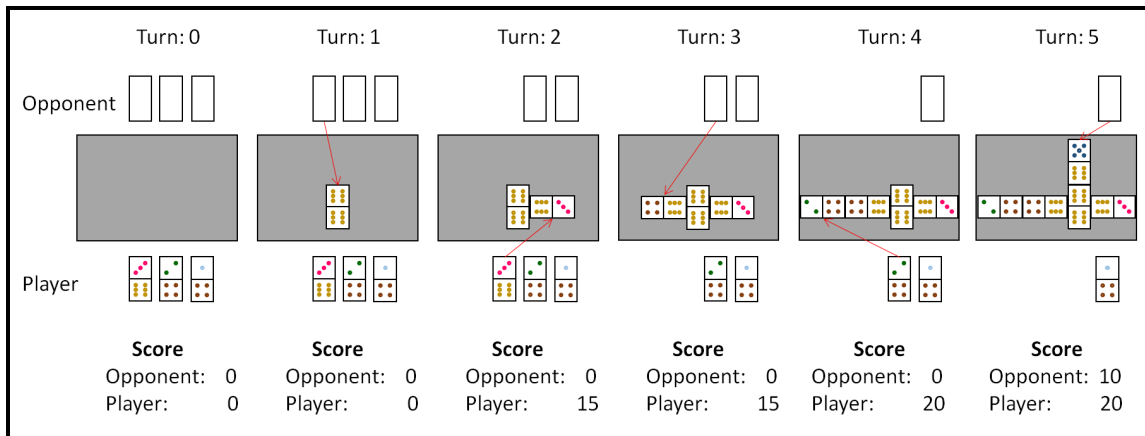 Turn: 0 Turn: 1 Turn: 2 Turn: 3 Turn: 4 Turn: 5
Opponent
Player
Score Score Score Score Score Score
Opponent: 0 Opponent: 0 Opponent: 0 Opponent: 0 Opponent: 0 Opponent: 10
Player: 0 Player: 0 Player: 15 Player: 15 Player: 20 Player: 20